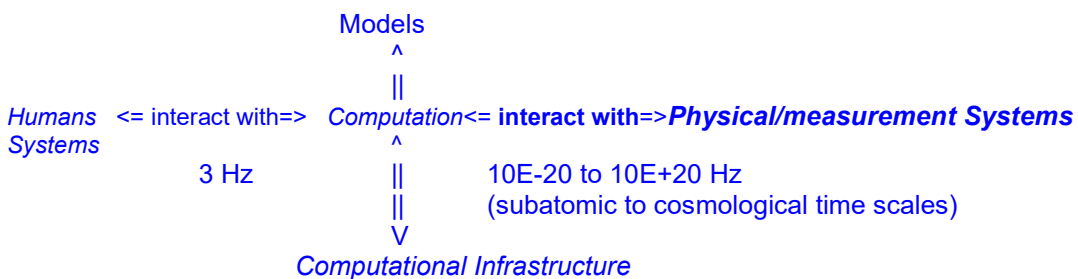 Models
^
||
Humans <= interact with=> Computation<= interact with=>Physical/measurement Systems
Systems ^
3 Hz || 10E-20 to 10E+20 Hz
|| (subatomic to cosmological time scales)
V
Computational Infrastructure